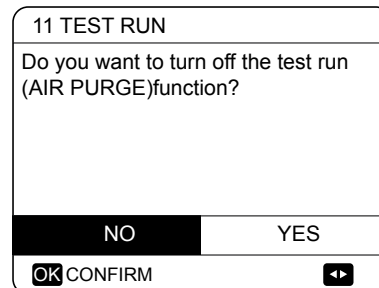 11 TEST RUN
Do you want to turn off the test run
(AIR PURGE)function?
NO YES
OK CONFIRM